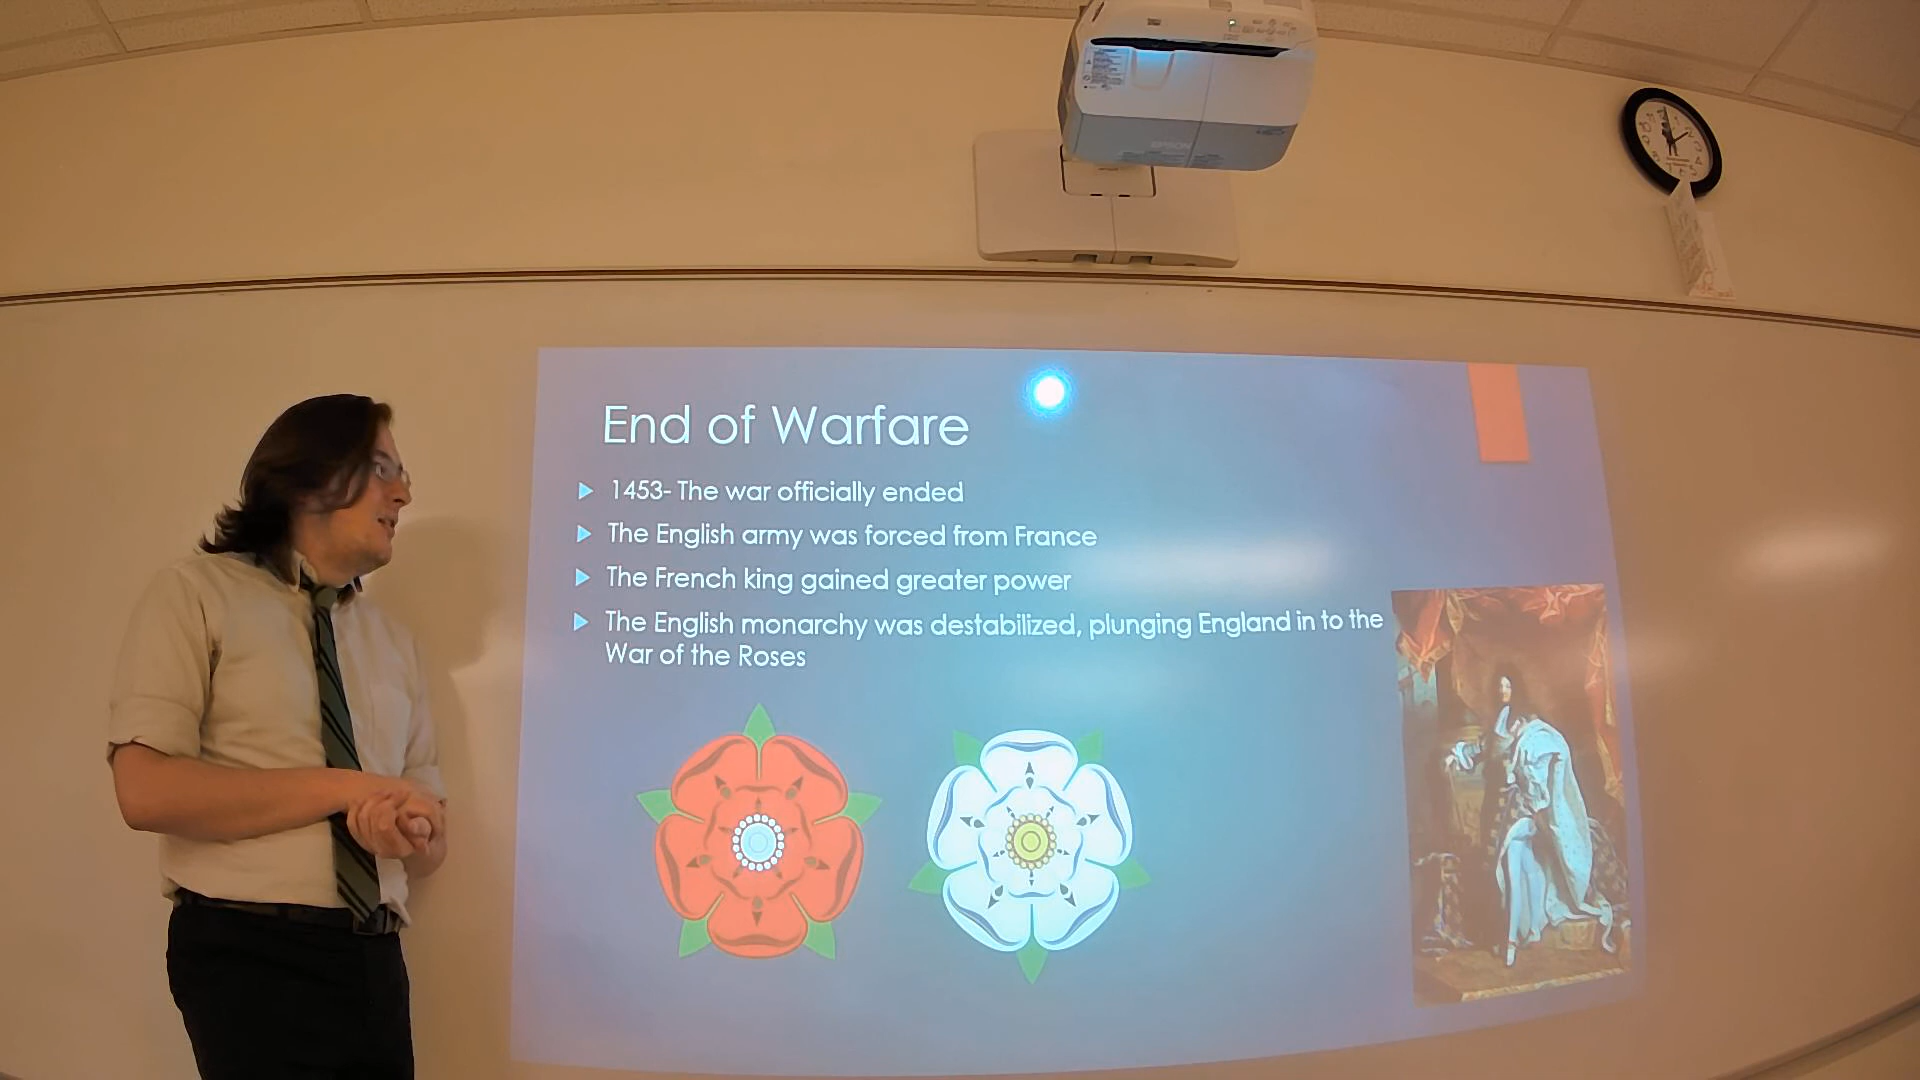 EPSON
End of Warfare
1453- The war officially ended
The English army was forced from France
The French king gained greater power
The English monarchy was destabilized, plunging England in to the
War of the Roses